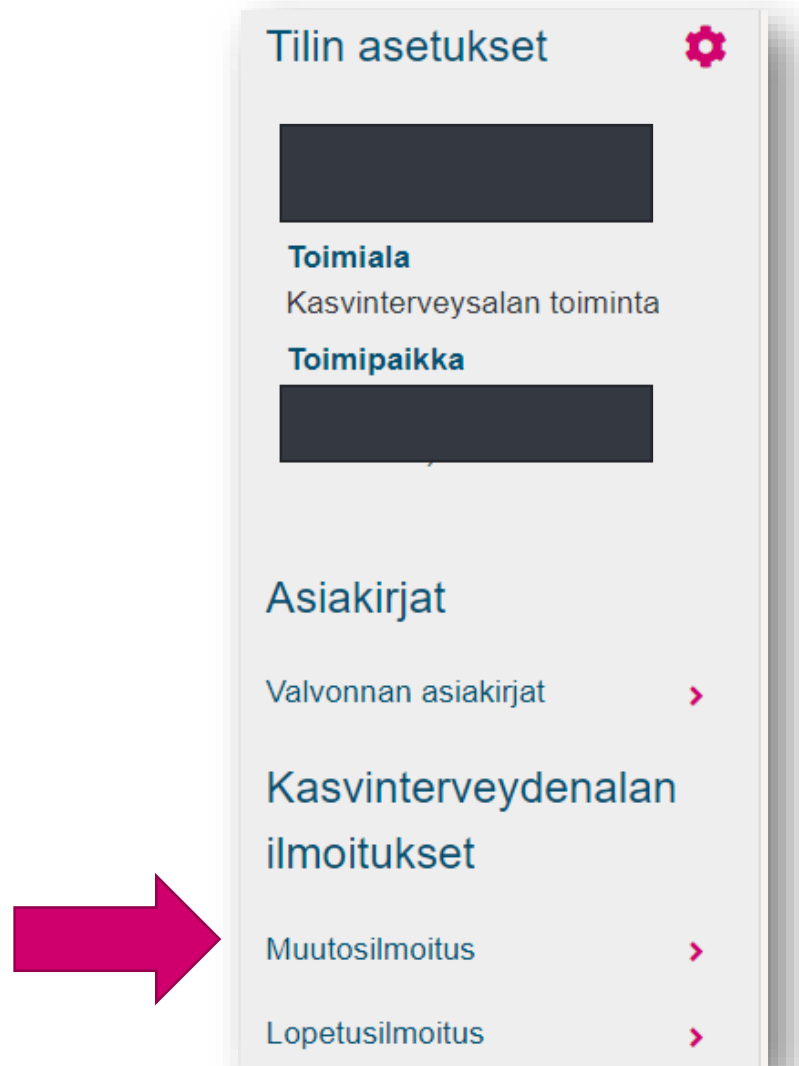 Tilin asetukset
Toimiala
Kasvinterveysalan toiminta
Toimipaikka
Asiakirjat
Valvonnan asiakirjat
Kasvinterveydenalan
ilmoitukset
Muutosilmoitus
Lopetusilmoitus